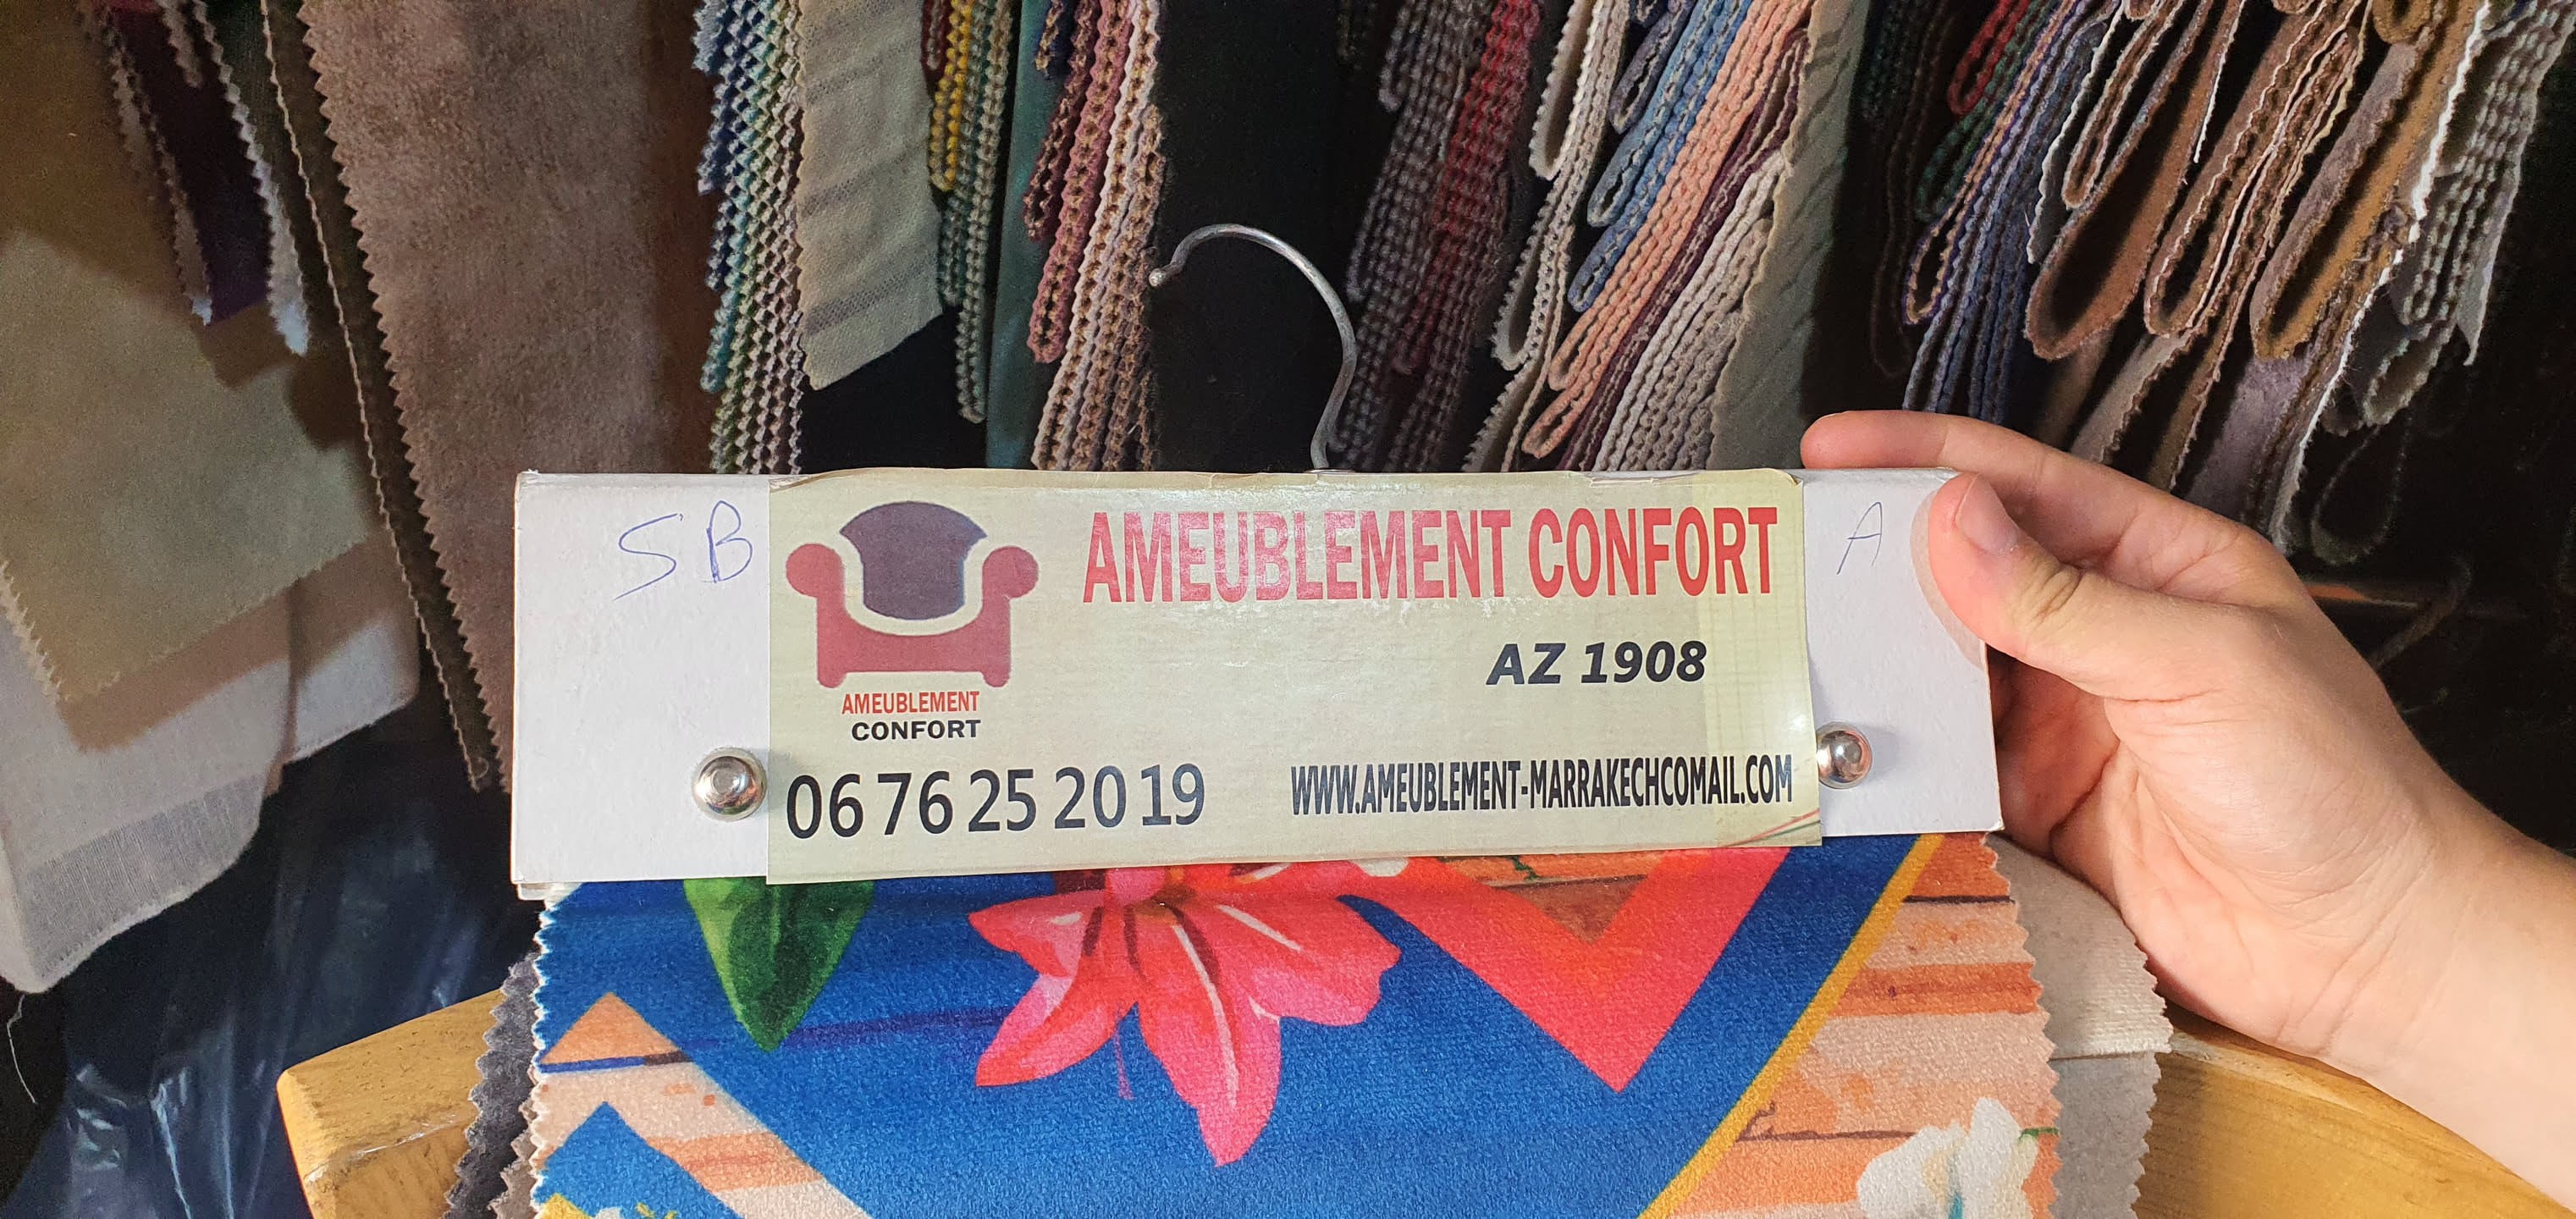 SB
AMEUBLEMENT CONFORT
A
AZ 1908
AMEUBLEMENT
CONFORT
06 76 25 20 19
WWW.AMEUBLEMENT-MARRAKECHCOMAIL.COM